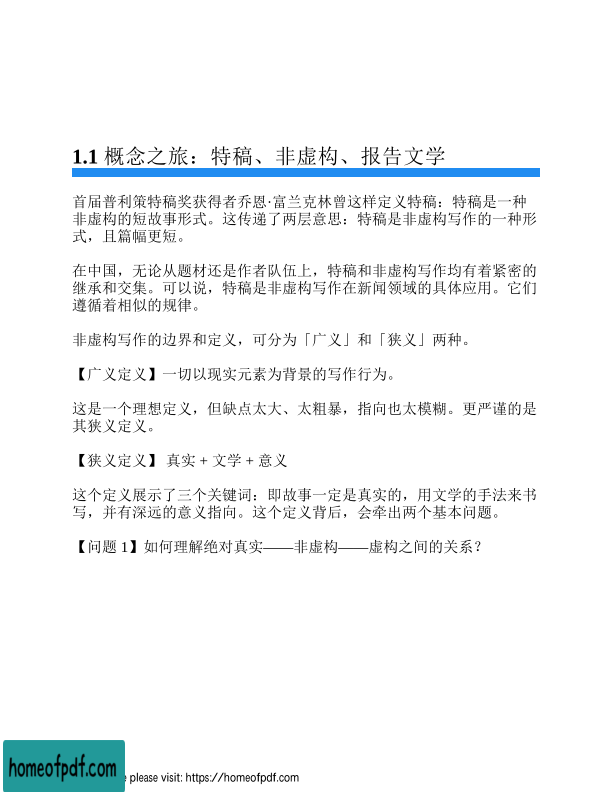 1.1 概念之旅：特稿、非虚构、报告文学
首届普利策特稿奖获得者乔恩·富兰克林曾这样定义特稿：特稿是一种
非虚构的短故事形式。这传递了两层意思：特稿是非虚构写作的一种形
式，且篇幅更短。
在中国，无论从题材还是作者队伍上，特稿和非虚构写作均有着紧密的
继承和交集。可以说，特稿是非虚构写作在新闻领域的具体应用。它们
遵循着相似的规律。
非虚构写作的边界和定义，可分为「广义」和「狭义」两种。
【广义定义】一切以现实元素为背景的写作行为。
这是一个理想定义，但缺点太大、太粗暴，指向也太模糊。更严谨的是
其狭义定义。
【狭义定义】 真实 + 文学 + 意义
这个定义展示了三个关键词：即故事一定是真实的，用文学的手法来书
写，并有深远的意义指向。这个定义背后，会牵出两个基本问题。
【问题 1】如何理解绝对真实——非虚构——虚构之间的关系？
homeofpdf.com
e please visit: https://homeofpdf.com